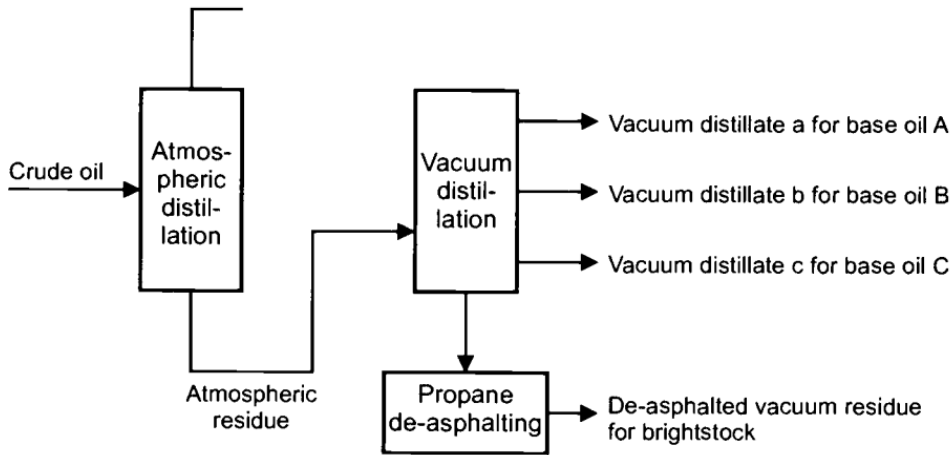 Crude oil
Atmos-
pheric
distil-
lation
Atmospheric
residue
Vacuum
distil-
lation
Vacuum distillate a for base oil A
Vacuum distillate b for base oil B
Vacuum distillate c for base oil C
Propane
de-asphalting
De-asphalted vacuum residue
for brightstock